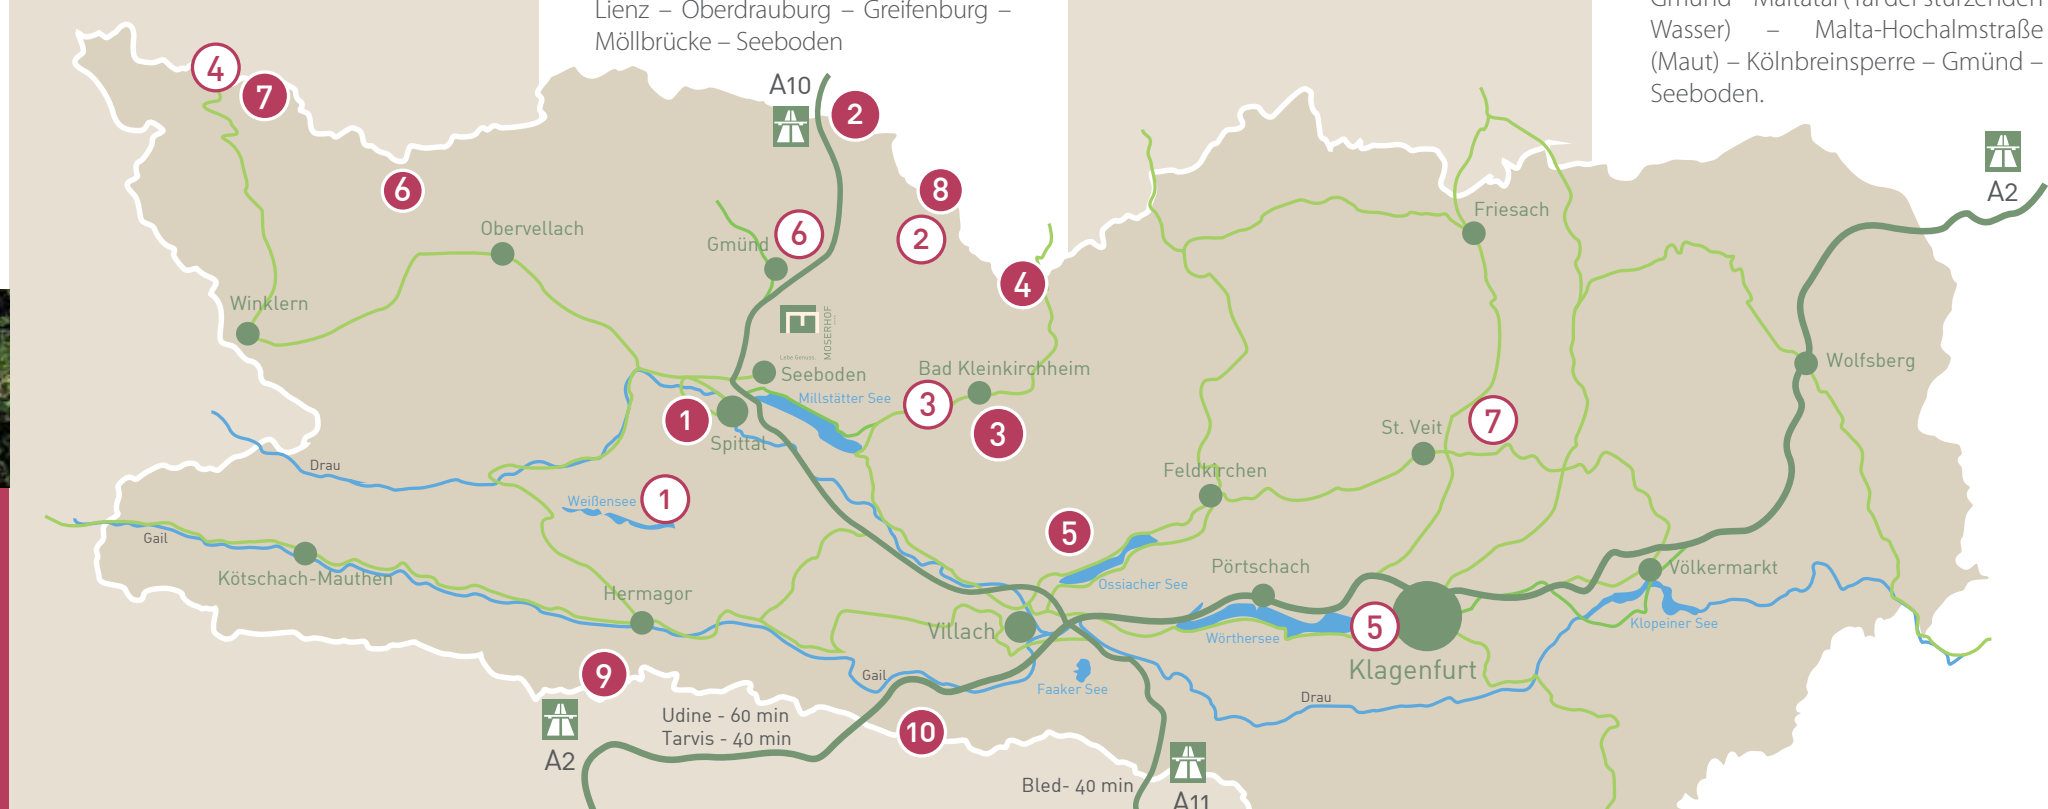 Lienz – Oberdrauburg – Greifenburg –
Möllbrücke – Seeboden
Wasser) – Malta-Hochalmstraße
(Maut) – Kölnbreinsperre – Gmünd –
Seeboden.
4
7
A10
2
A2
6
8
Obervellach
6
Gmünd
2
Friesach
4
Winklern
MOSERHOF
Lebe Genuss.
Seeboden
Bad Kleinkirchheim
Wolfsberg
Millstätter See
3
1
Spittal
3
7
St. Veit
Drau
Feldkirchen
Weißensee
1
5
Gail
Kötschach-Mauthen
Ossiacher See
Pörtschach
Völkermarkt
Hermagor
Villach
Wörthersee
5
Klopeiner See
Klagenfurt
9
Gail
Faaker See
Drau
Udine - 60 min
Tarvis - 40 min
10
A2
Bled- 40 min
A11